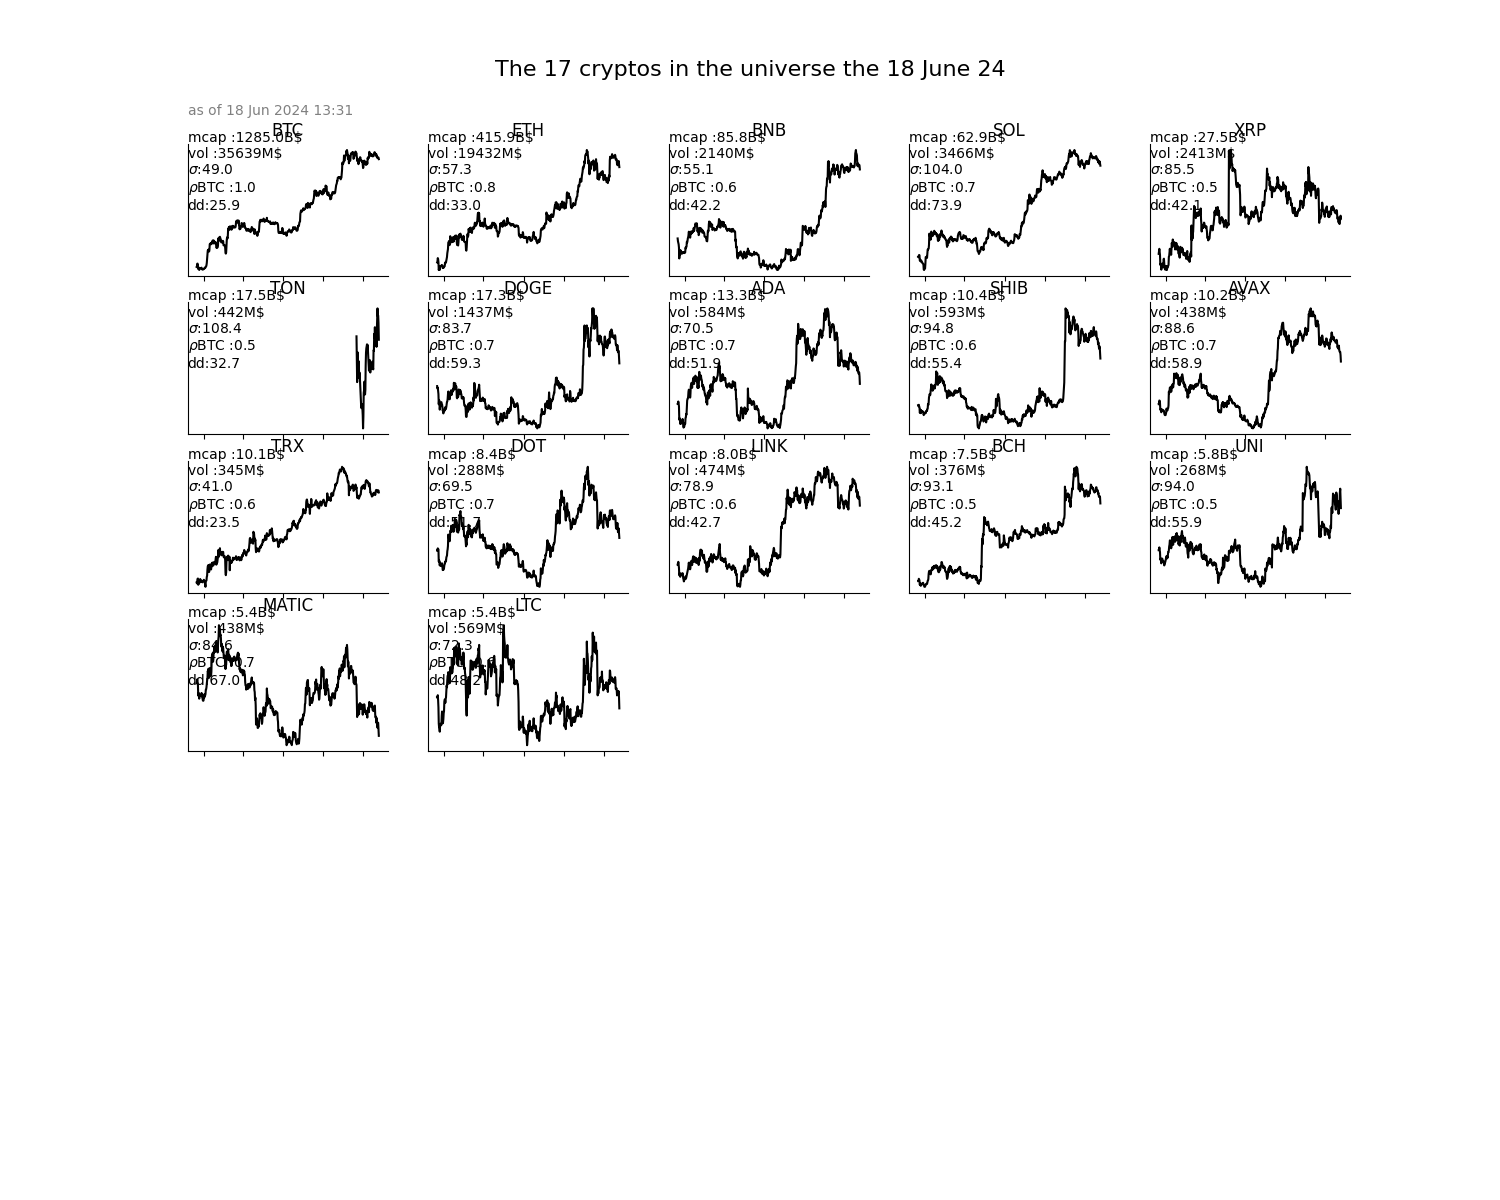 The 17 cryptos in the universe the 18 June 24
as of 18 Jun 2024 13:31
BTC
mcap :1285.0B$
vol :35639M$
σ:49.0
ρBTC :1.0
dd:25.9
ETH
mcap :415.9B$
vol :19432M$
σ:57.3
ρBTC :0.8
dd:33.0
BNB
mcap :85.8B$
vol :2140M$
σ:55.1
ρBTC :0.6
dd:42.2
SOL
mcap :62.9B$
vol :3466M$
σ:104.0
ρBTC :0.7
dd:73.9
XRP
mcap :27.5B$
vol :2413M$
σ:85.5
ρBTC :0.5
dd:42.1
TON
mcap :17.5B$
vol :442M$
σ:108.4
ρBTC :0.5
dd:32.7
DOGE
mcap :17.3B$
vol :1437M$
σ:83.7
ρBTC :0.7
dd:59.3
ADA
mcap :13.3B$
vol :584M$
σ:70.5
ρBTC :0.7
dd:51.9
SHIB
mcap :10.4B$
vol :593M$
σ:94.8
ρBTC :0.6
dd:55.4
AVAX
mcap :10.2B$
vol :438M$
σ:88.6
ρBTC :0.7
dd:58.9
TRX
mcap :10.1B$
vol :345M$
σ:41.0
ρBTC :0.6
dd:23.5
DOT
mcap :8.4B$
vol :288M$
σ:69.5
ρBTC :0.7
LINK
mcap :8.0B$
vol :474M$
σ:78.9
ρBTC :0.6
dd:42.7
BCH
mcap :7.5B$
vol :376M$
σ:93.1
ρBTC :0.5
dd:45.2
UNI
mcap :5.8B$
vol :268M$
σ:94.0
ρBTC :0.5
dd:55.9
MATIC
mcap :5.4B$
vol :438M$
σ:84.6
ρBTC :0.7
dd:67.0
LTC
mcap :5.4B$
vol :569M$
σ:72.3
dd:48.2